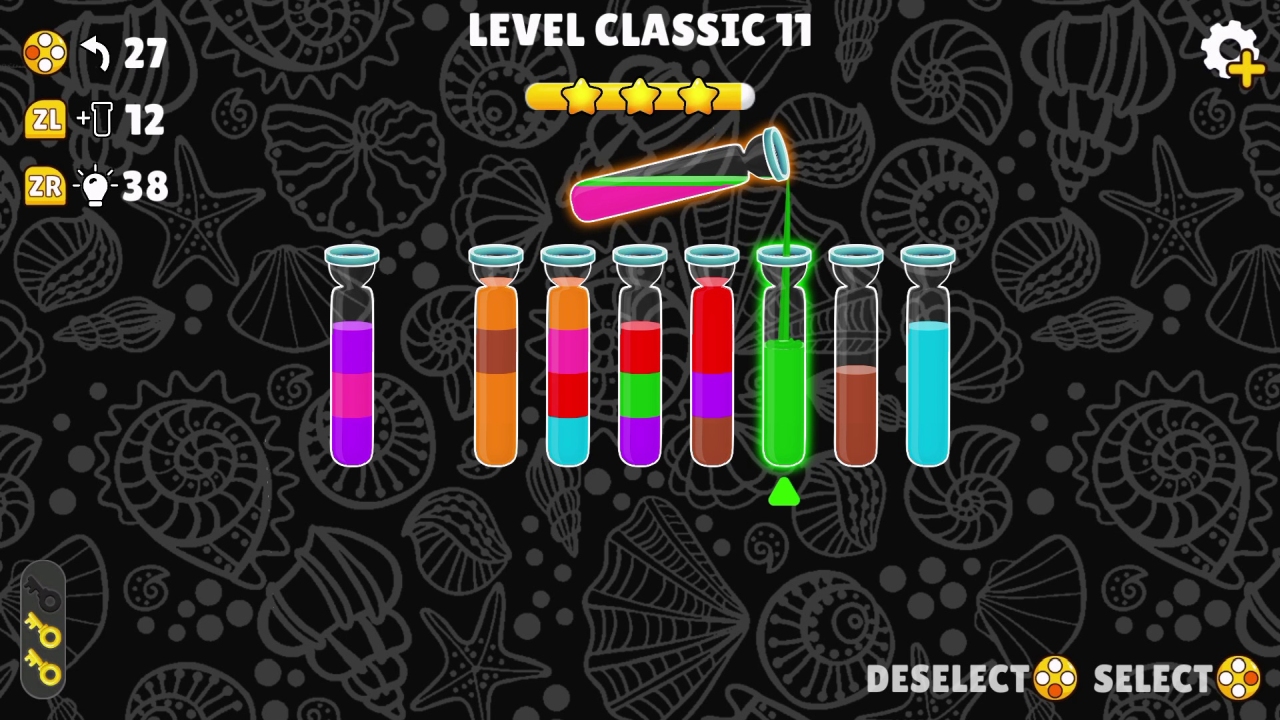 LEVEL CLASSIC 11
27
ZL + 12
ZR 38
DESELECT SELECT